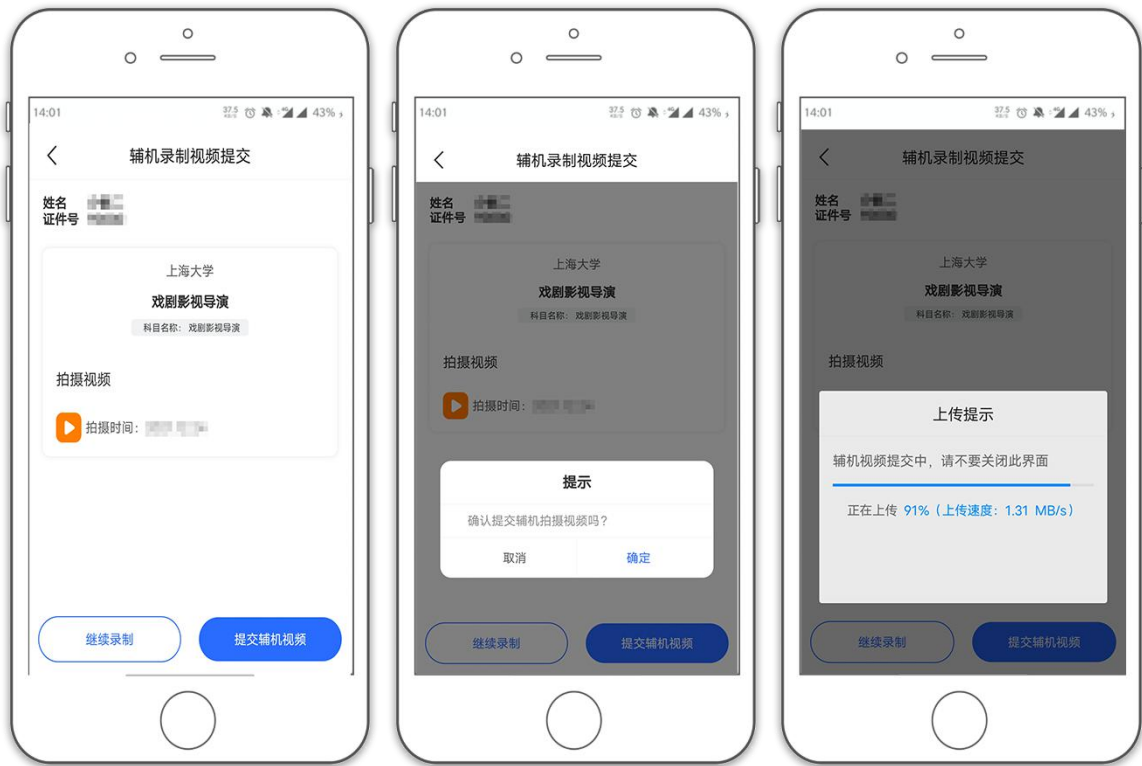 14:01
37.5 KB/S 43%
辅机录制视频提交
姓名
证件号
上海大学
戏剧影视导演
科目名称：戏剧影视导演
拍摄视频
拍摄时间：
继续录制
提交辅机视频
14:01
37.5 KB/S 43%
辅机录制视频提交
姓名
证件号
上海大学
戏剧影视导演
科目名称：戏剧影视导演
拍摄视频
拍摄时间：
提示
确认提交辅机拍摄视频吗？
取消
确定
继续录制
提交辅机视频
14:01
37.5 KB/S 43%
辅机录制视频提交
姓名
证件号
上海大学
戏剧影视导演
科目名称：戏剧影视导演
拍摄视频
上传提示
辅机视频提交中，请不要关闭此界面
正在上传 91%（上传速度：1.31 MB/s）
继续录制
提交辅机视频